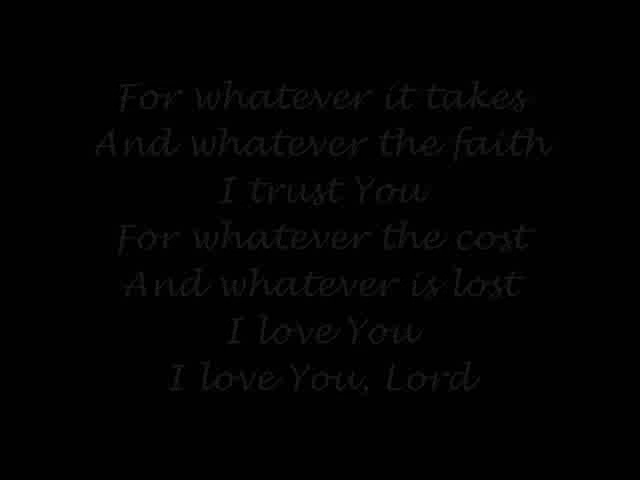 For whatever it takes
And whatever the faith
I trust You
For whatever the cost
And whatever is lost
I love You
I love You, Lord